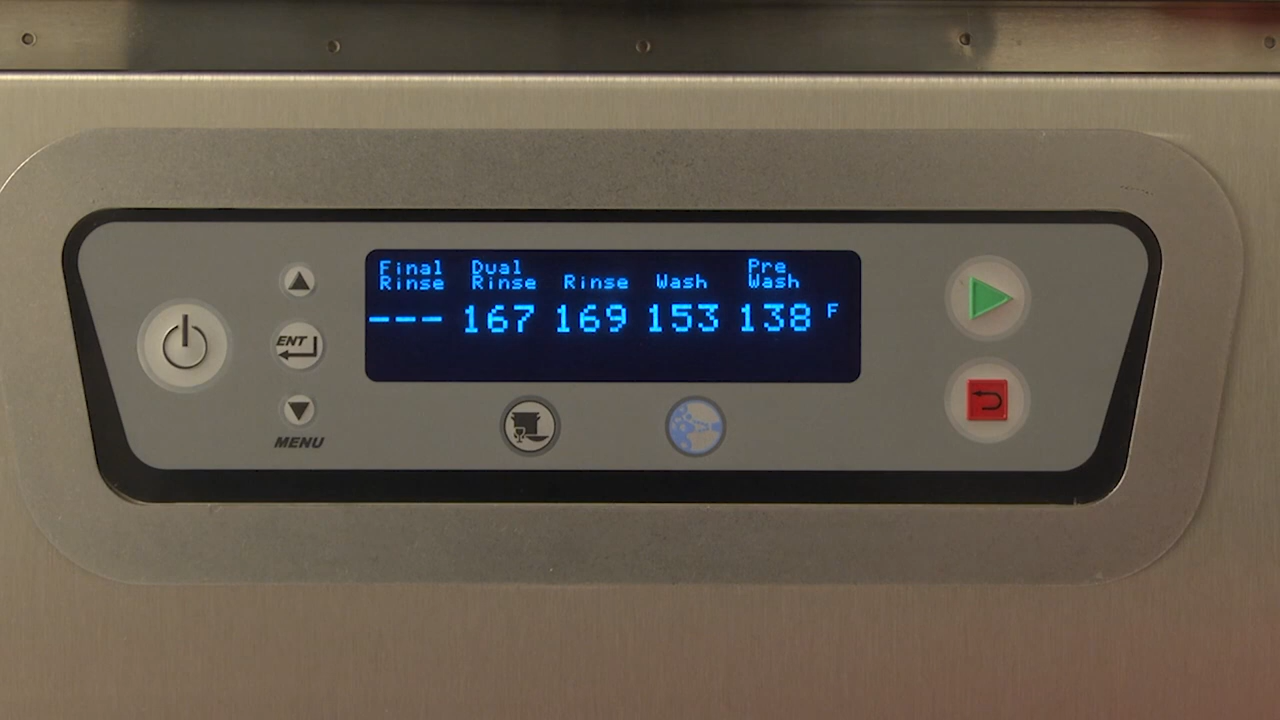 Final Dual Pre
Rinse Rinse Rinse Wash Wash
--- 167 169 153 138 F
ENT
MENU